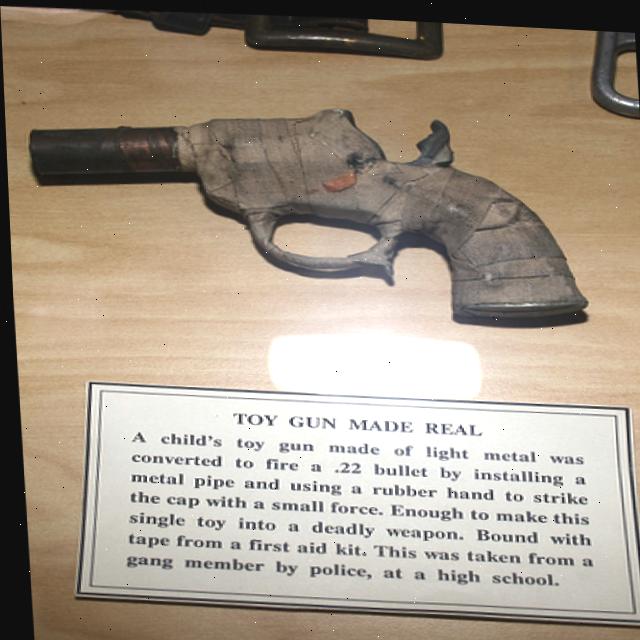 TOY GUN MADE REAL
A child's toy gun made of light metal was
converted to fire a .22 bullet by installing a
metal pipe and using a rubber hand to strike
the cap with a small force. Enough to make this
single toy into a deadly weapon. Bound with
tape from a first aid kit. This was taken from a
gang member by police, at a high school.